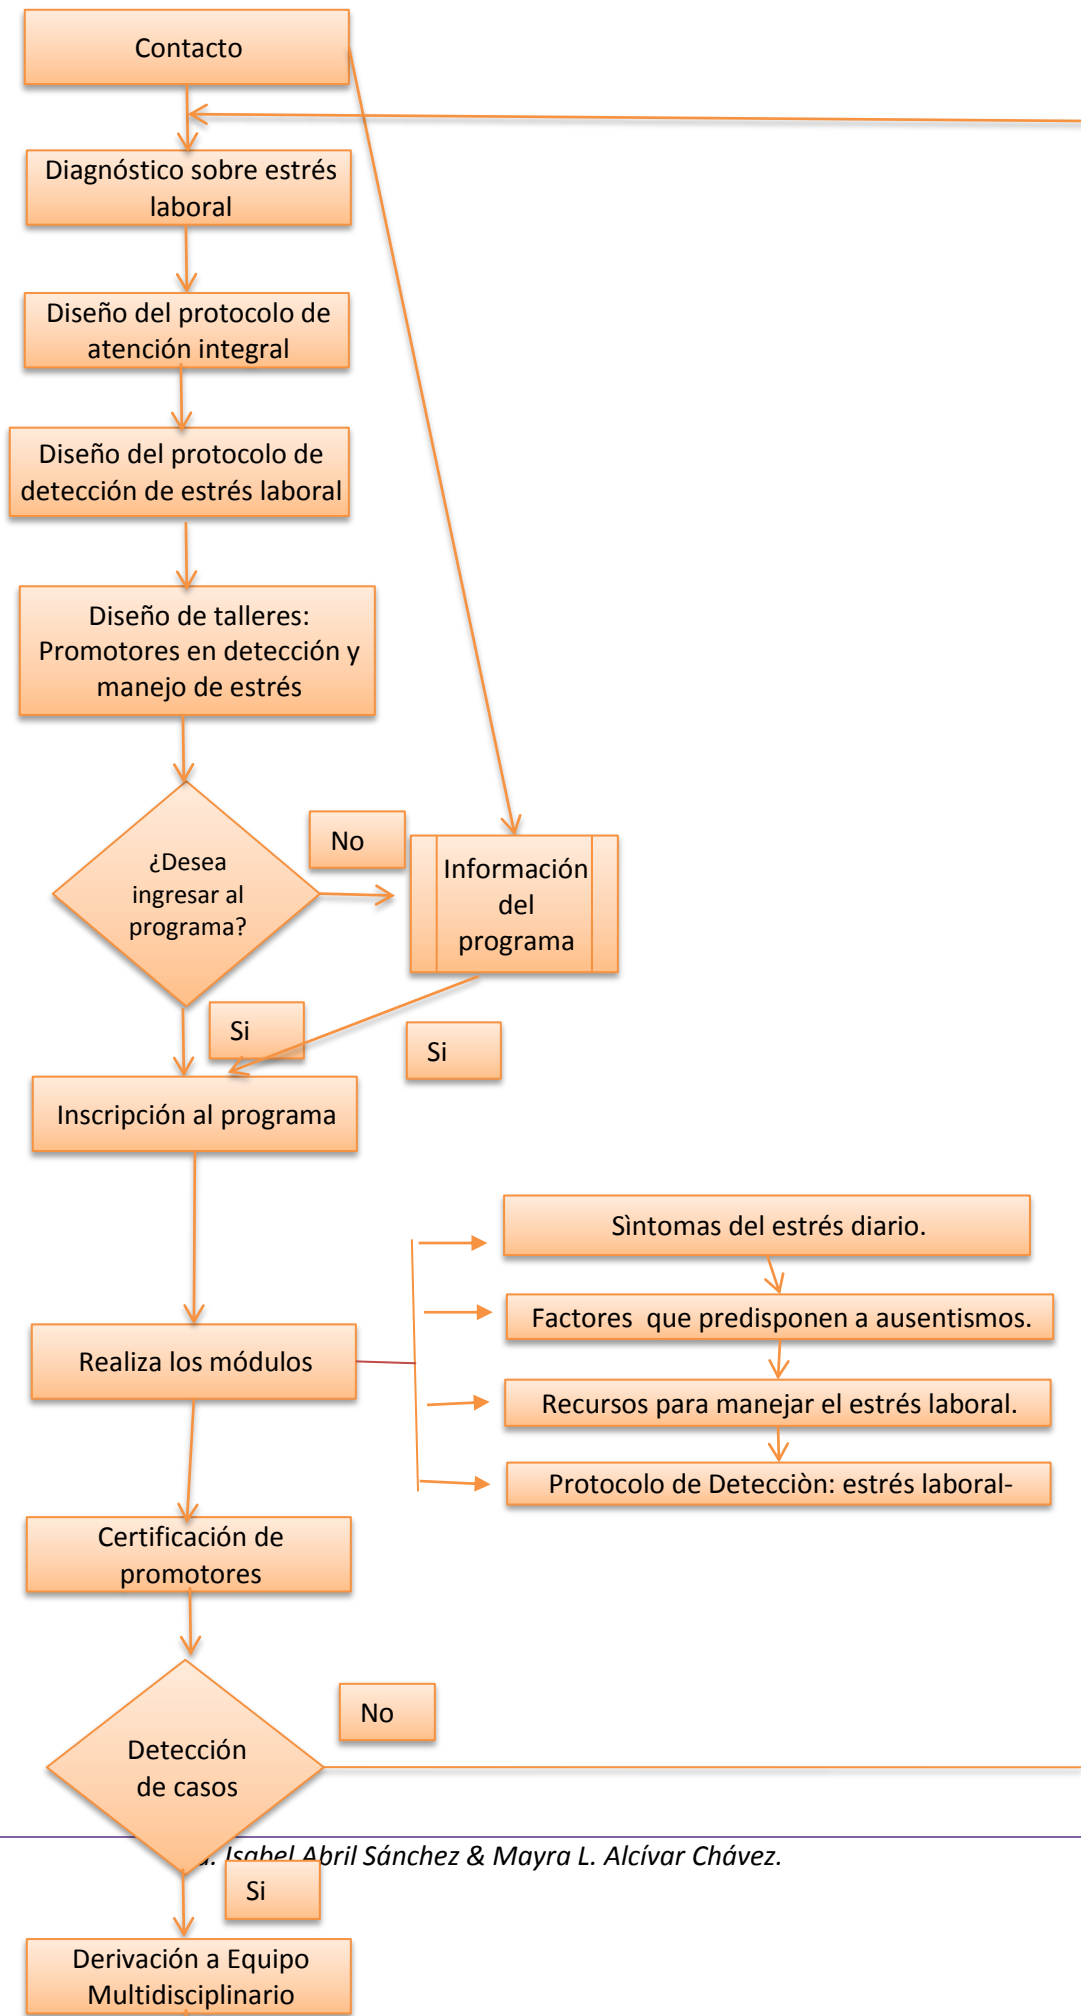 Contacto
Diagnóstico sobre estrés
laboral
Diseño del protocolo de
atención integral
Diseño del protocolo de
detección de estrés laboral
Diseño de talleres:
Promotores en detección y
manejo de estrés
¿Desea
ingresar al
programa?
No
Información
del
programa
Si
Si
Inscripción al programa
Realiza los módulos
Sìntomas del estrés diario.
Factores que predisponen a ausentismos.
Recursos para manejar el estrés laboral.
Protocolo de Detecciòn: estrés laboral-
Certificación de
promotores
Detección
de casos
No
Isabel Abril Sánchez & Mayra L. Alcívar Chávez.
Si
Derivación a Equipo
Multidisciplinario